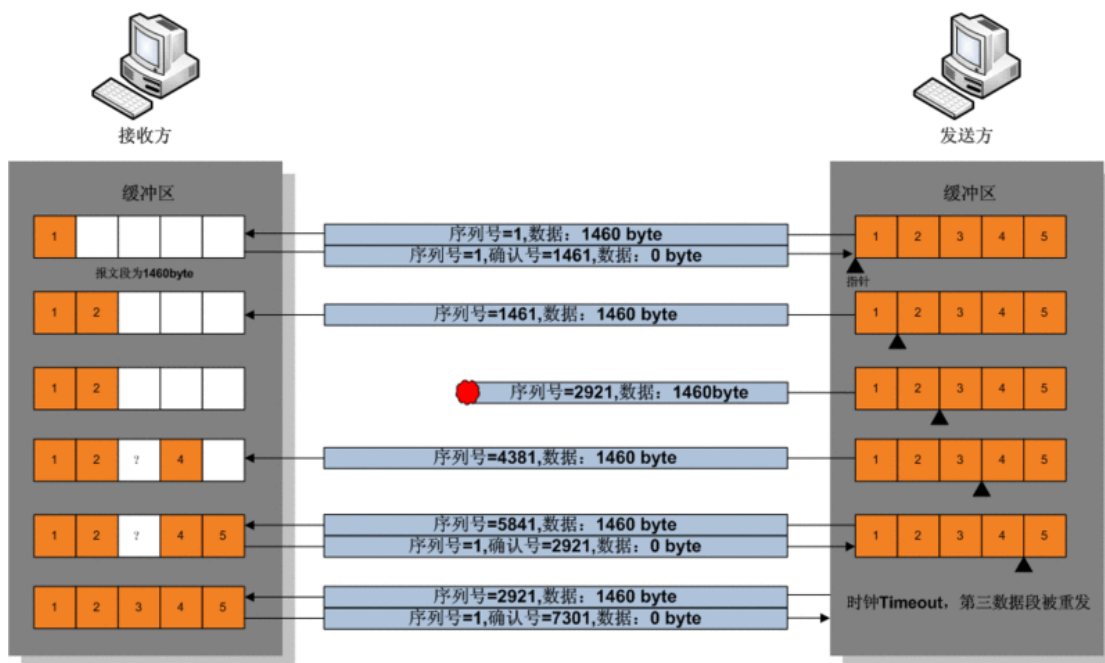 接收方
发送方
缓冲区
缓冲区
1
序列号=1,数据：1460 byte
序列号=1,确认号=1461,数据：0 byte
1 2 3 4 5
报文段为1460byte
指针
1 2
序列号=1461,数据：1460 byte
1 2 3 4 5
1 2
序列号=2921,数据：1460byte
1 2 3 4 5
1 2 ? 4
序列号=4381,数据：1460 byte
1 2 3 4 5
1 2 ? 4 5
序列号=5841,数据：1460 byte
序列号=1,确认号=2921,数据：0 byte
1 2 3 4 5
1 2 3 4 5
序列号=2921,数据：1460 byte
序列号=1,确认号=7301,数据：0 byte
时钟Timeout，第三数据段被重发